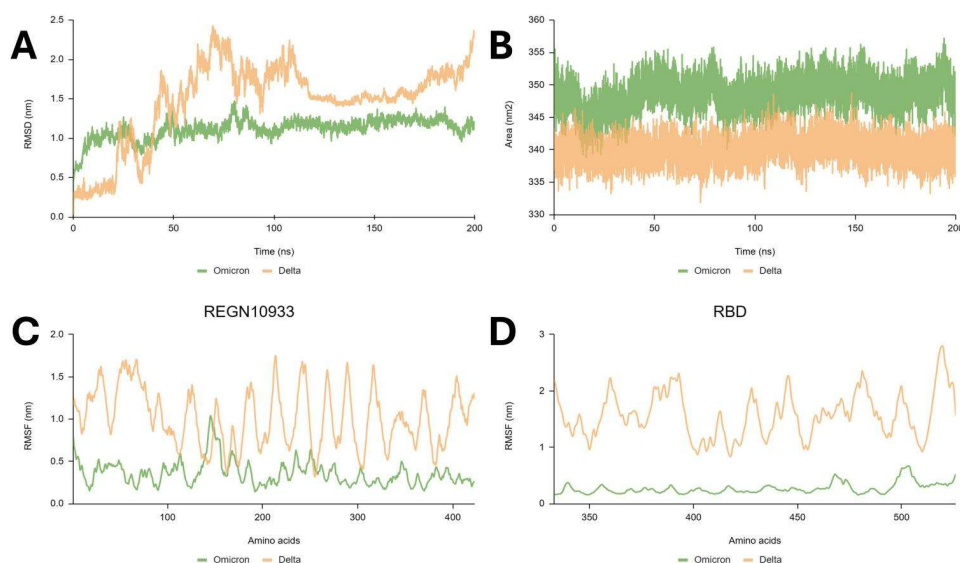 A
2.5
2.0
1.5
1.0
0.5
0.0
RMSD (nm)
0
50
100
150
200
Time (ns)
Omicron
Delta
B
360
355
350
345
340
335
330
Area (nm2)
0
50
100
150
200
Time (ns)
Omicron
Delta
C
REGN10933
2.0
1.5
1.0
0.5
0.0
RMSF (nm)
100
200
300
400
Amino acids
Omicron
Delta
D
RBD
3
2
1
0
RMSF (nm)
350
400
450
500
Amino acids
Omicron
Delta